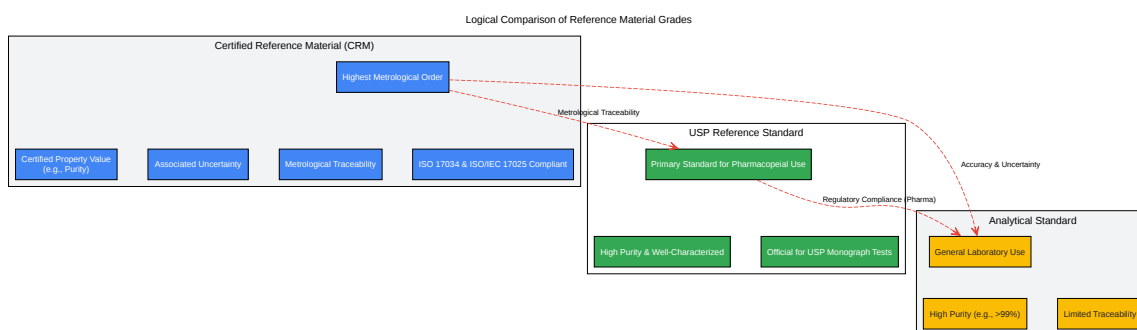 Logical Comparison of Reference Material Grades
Certified Reference Material (CRM)
Highest Metrological Order
Metrological Traceability
USP Reference Standard
Certified Property Value
(e.g., Purity)
Associated Uncertainty
Metrological Traceability
ISO 17034 & ISO/IEC 17025 Compliant
Primary Standard for Pharmacopeial Use
Accuracy & Uncertainty
Regulatory Compliance (Pharma)
Analytical Standard
High Purity & Well-Characterized
Official for USP Monograph Tests
General Laboratory Use
High Purity (e.g., >99%)
Limited Traceability